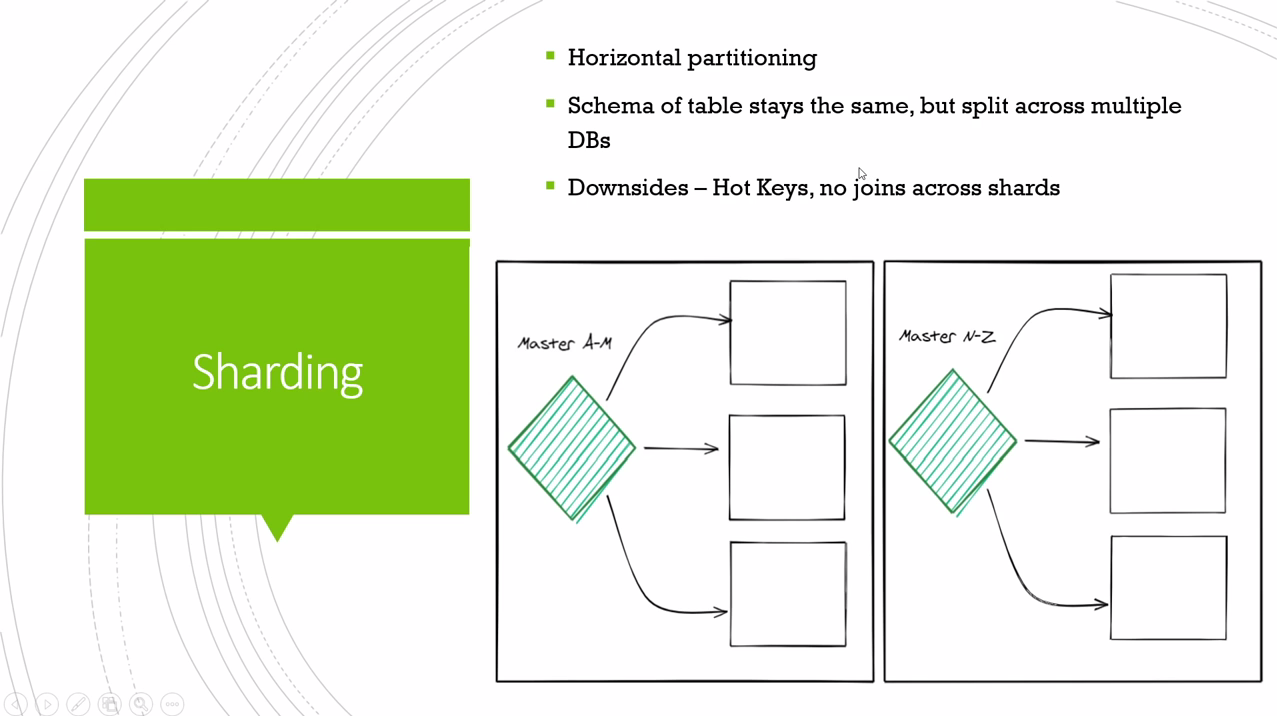 Horizontal partitioning
Schema of table stays the same, but split across multiple
DBs
Downsides – Hot Keys, no joins across shards
Sharding
Master A-M
Master N-Z